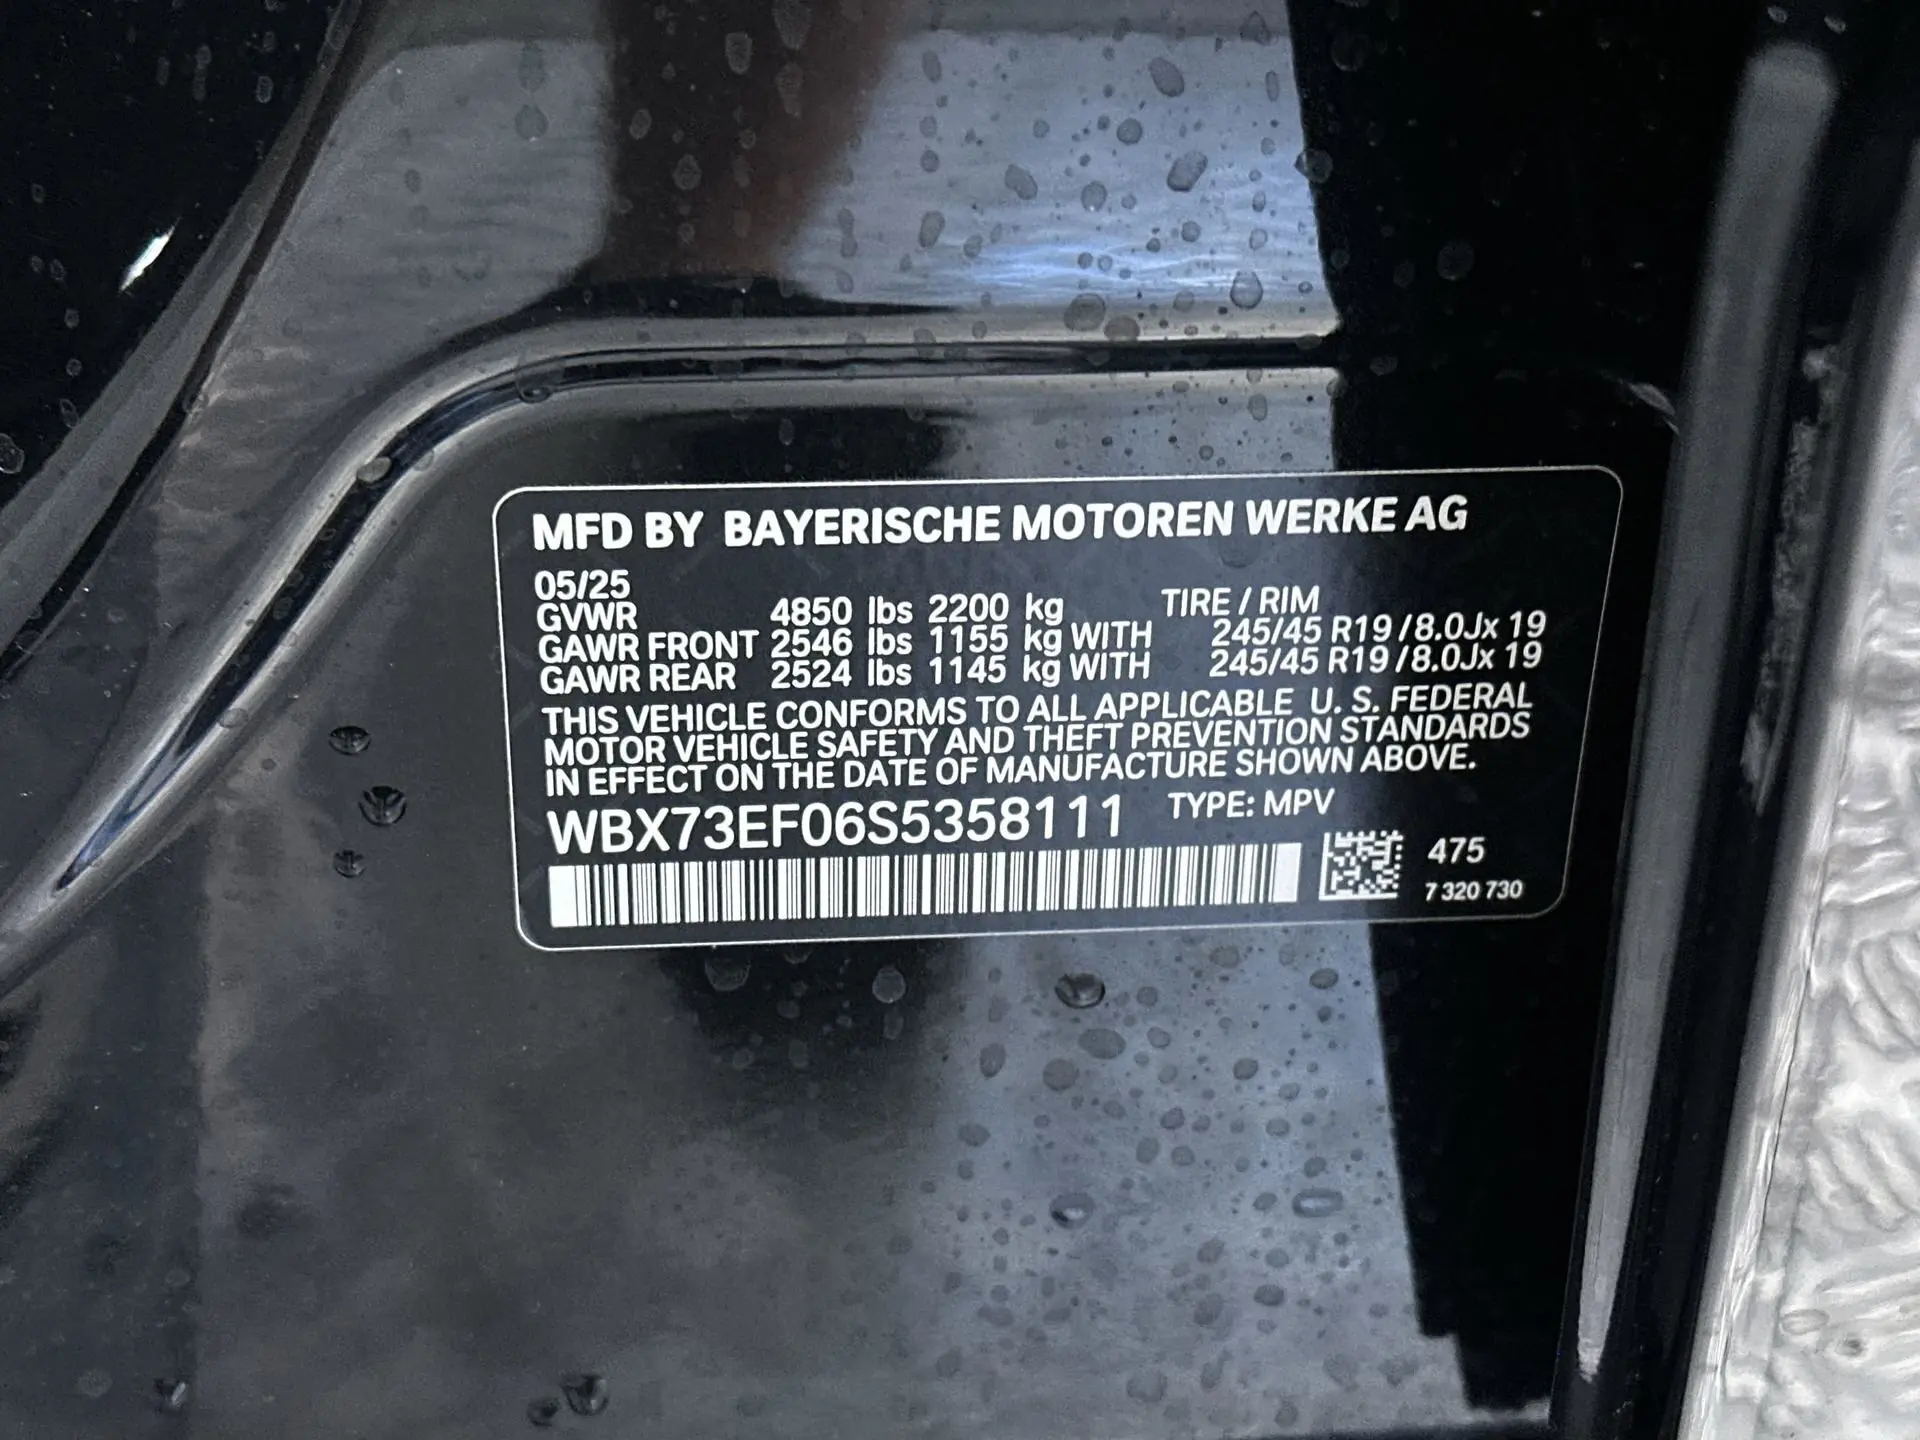 MFD BY BAYERISCHE MOTOREN WERKE AG
05/25
GVWR 4850 lbs 2200 kg TIRE / RIM
GAWR FRONT 2546 lbs 1155 kg WITH 245/45 R19 /8.0Jx 19
GAWR REAR 2524 lbs 1145 kg WITH 245/45 R19 /8.0Jx 19
THIS VEHICLE CONFORMS TO ALL APPLICABLE U. S. FEDERAL
MOTOR VEHICLE SAFETY AND THEFT PREVENTION STANDARDS
IN EFFECT ON THE DATE OF MANUFACTURE SHOWN ABOVE.
WBX73EF06S5358111 TYPE: MPV
475
7 320 730